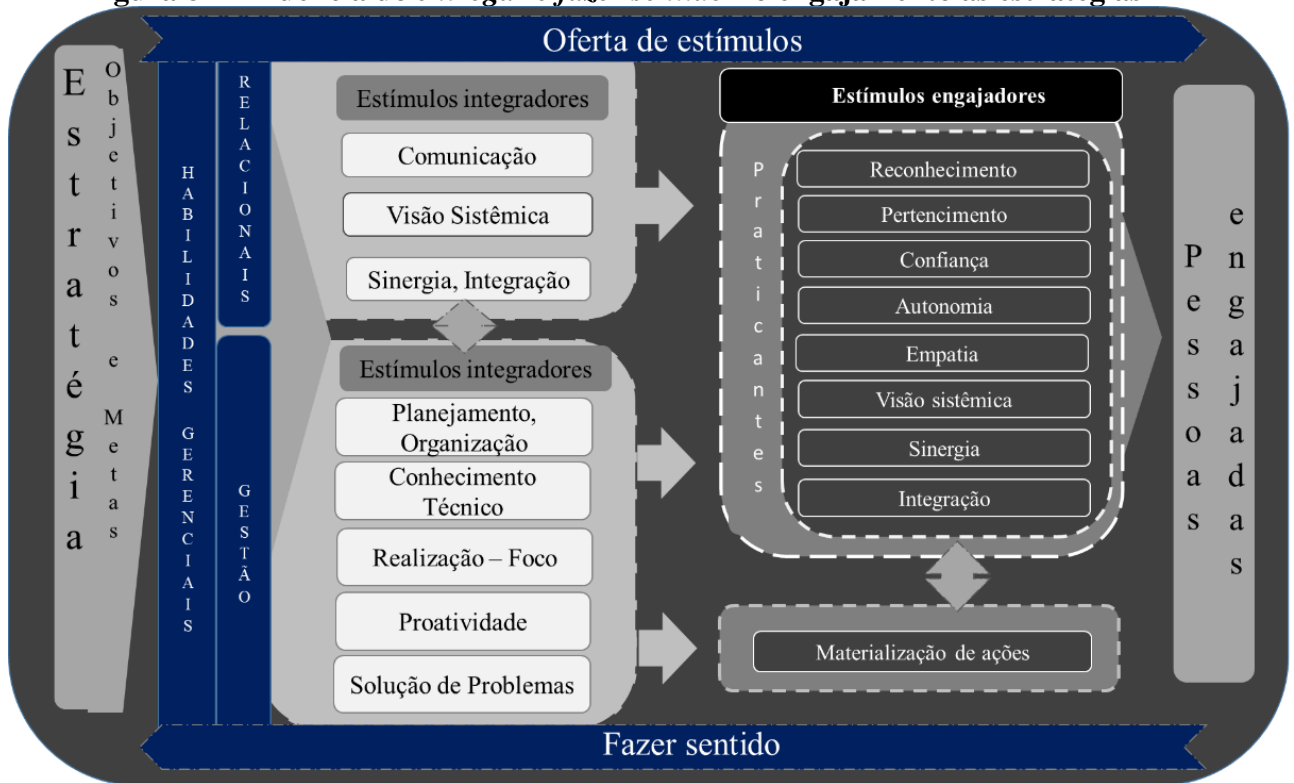 Oferta de estímulos
Estratégia
Objetivos e Metas
HABILIDADES GERENCIAIS
RELACIONAIS
Estímulos integradores
Comunicação
Visão Sistêmica
Sinergia, Integração
GESTÃO
Estímulos integradores
Planejamento,
Organização
Conhecimento
Técnico
Realização – Foco
Proatividade
Solução de Problemas
Estímulos engajadores
Praticantes
Reconhecimento
Pertencimento
Confiança
Autonomia
Empatia
Visão sistêmica
Sinergia
Integração
Materialização de ações
Pessoas
engajadas
Fazer sentido